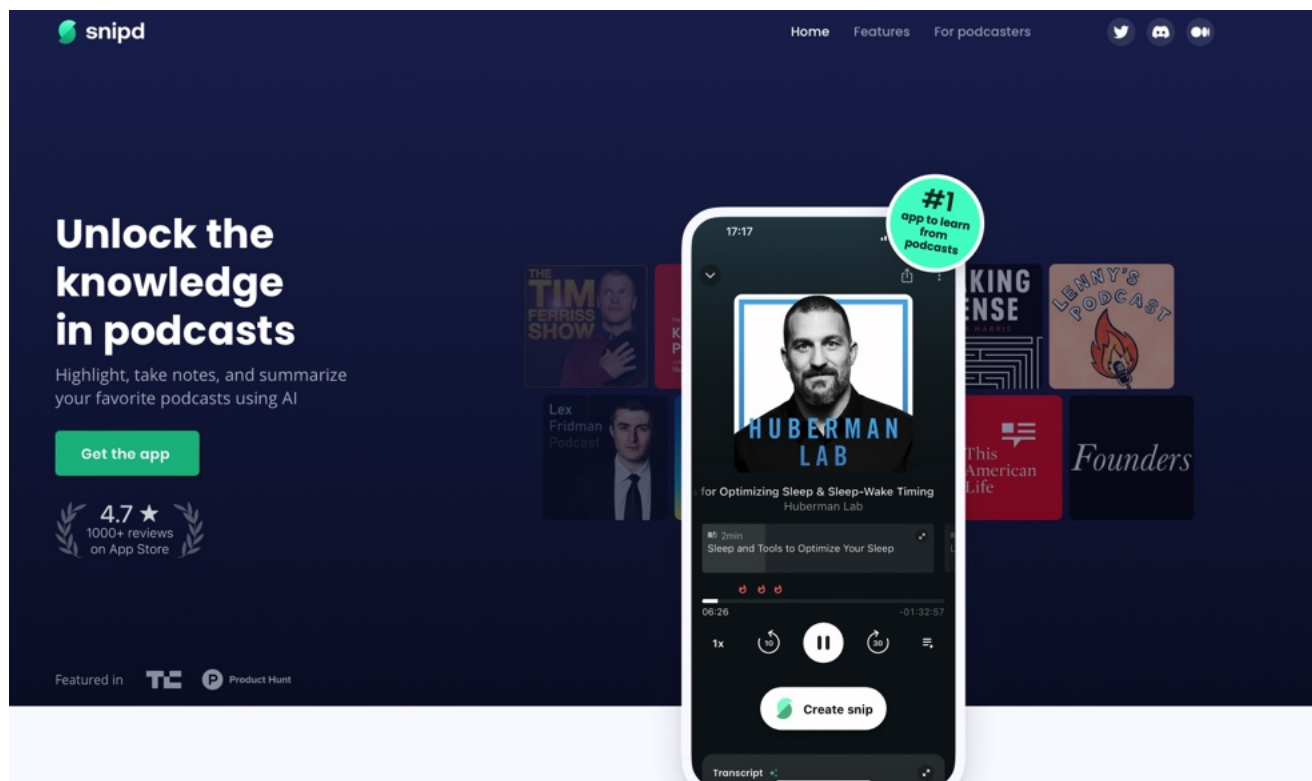 snipd
Home
Features
For podcasters
Unlock the
knowledge
in podcasts
Highlight, take notes, and summarize
your favorite podcasts using AI
Get the app
4.7 ★
1000+ reviews
on App Store
Featured in
TC
P
Product Hunt
THE
TIM
FERRISS
SHOW
Lex
Fridman
Podcast
#1
app to learn
from
podcasts
17:17
HUBERMAN
LAB
for Optimizing Sleep & Sleep-Wake Timing
Huberman Lab
2min
Sleep and Tools to Optimize Your Sleep
06:26
-01:32:57
1x
10
30
Create snip
Transcript
KING
NSE
HARRIS
LENNY'S
PODCAST
This
American
Life
Founders